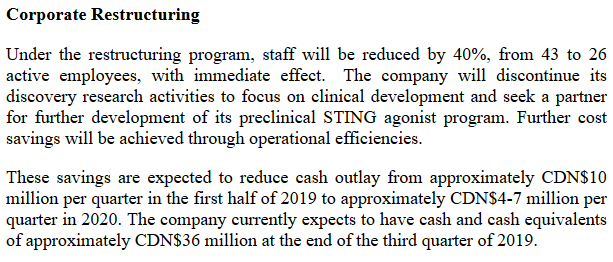 Corporate Restructuring
Under the restructuring program, staff will be reduced by 40%, from 43 to 26
active employees, with immediate effect. The company will discontinue its
discovery research activities to focus on clinical development and seek a partner
for further development of its preclinical STING agonist program. Further cost
savings will be achieved through operational efficiencies.
These savings are expected to reduce cash outlay from approximately CDN$10
million per quarter in the first half of 2019 to approximately CDN$4-7 million per
quarter in 2020. The company currently expects to have cash and cash equivalents
of approximately CDN$36 million at the end of the third quarter of 2019.